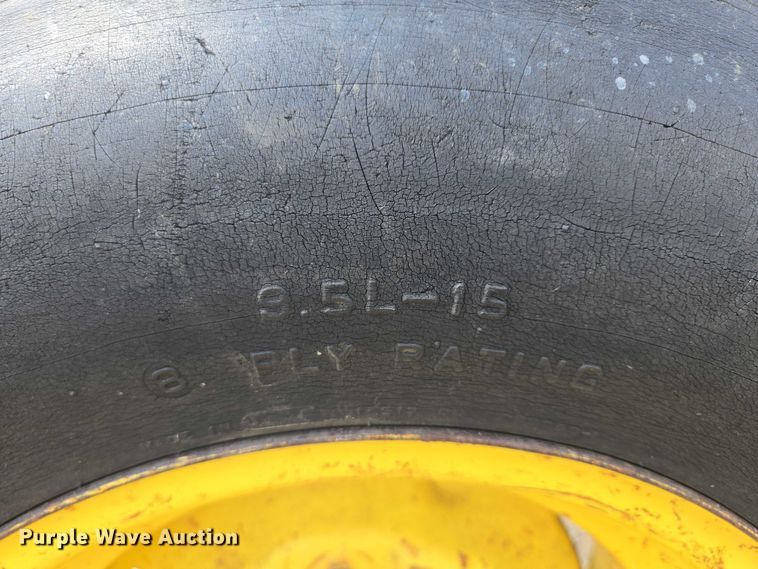 9.5L-15
8 PLY RATING
Purple Wave Auction